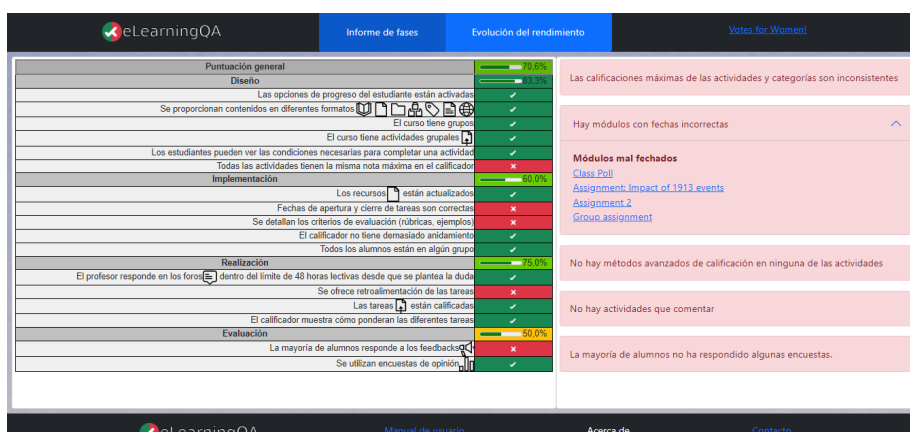 eLearningQA
Informe de fases
Evolución del rendimiento
Votes for Women!
Puntuación general 70,6%
Diseño 83,3%
Las opciones de progreso del estudiante están activadas
Se proporcionan contenidos en diferentes formatos
El curso tiene grupos
El curso tiene actividades grupales
Los estudiantes pueden ver las condiciones necesarias para completar una actividad
Todas las actividades tienen la misma nota máxima en el calificador
Implementación 60,0%
Los recursos están actualizados
Fechas de apertura y cierre de tareas son correctas
Se detallan los criterios de evaluación (rúbricas, ejemplos)
El calificador no tiene demasiado anidamiento
Todos los alumnos están en algún grupo
Realización 75,0%
El profesor responde en los foros dentro del límite de 48 horas lectivas desde que se plantea la duda
Se ofrece retroalimentación de las tareas
Las tareas están calificadas
El calificador muestra cómo ponderan las diferentes tareas
Evaluación 50,0%
La mayoría de alumnos responde a los feedbacks
Se utilizan encuestas de opinión
Las calificaciones máximas de las actividades y categorías son inconsistentes
Hay módulos con fechas incorrectas
Módulos mal fechados
Class Poll
Assignment: Impact of 1913 events
Assignment 2
Group assignment
No hay métodos avanzados de calificación en ninguna de las actividades
No hay actividades que comentar
La mayoría de alumnos no ha respondido algunas encuestas.
eLearningQA
Manual de usuario
Acerca de
Contacto